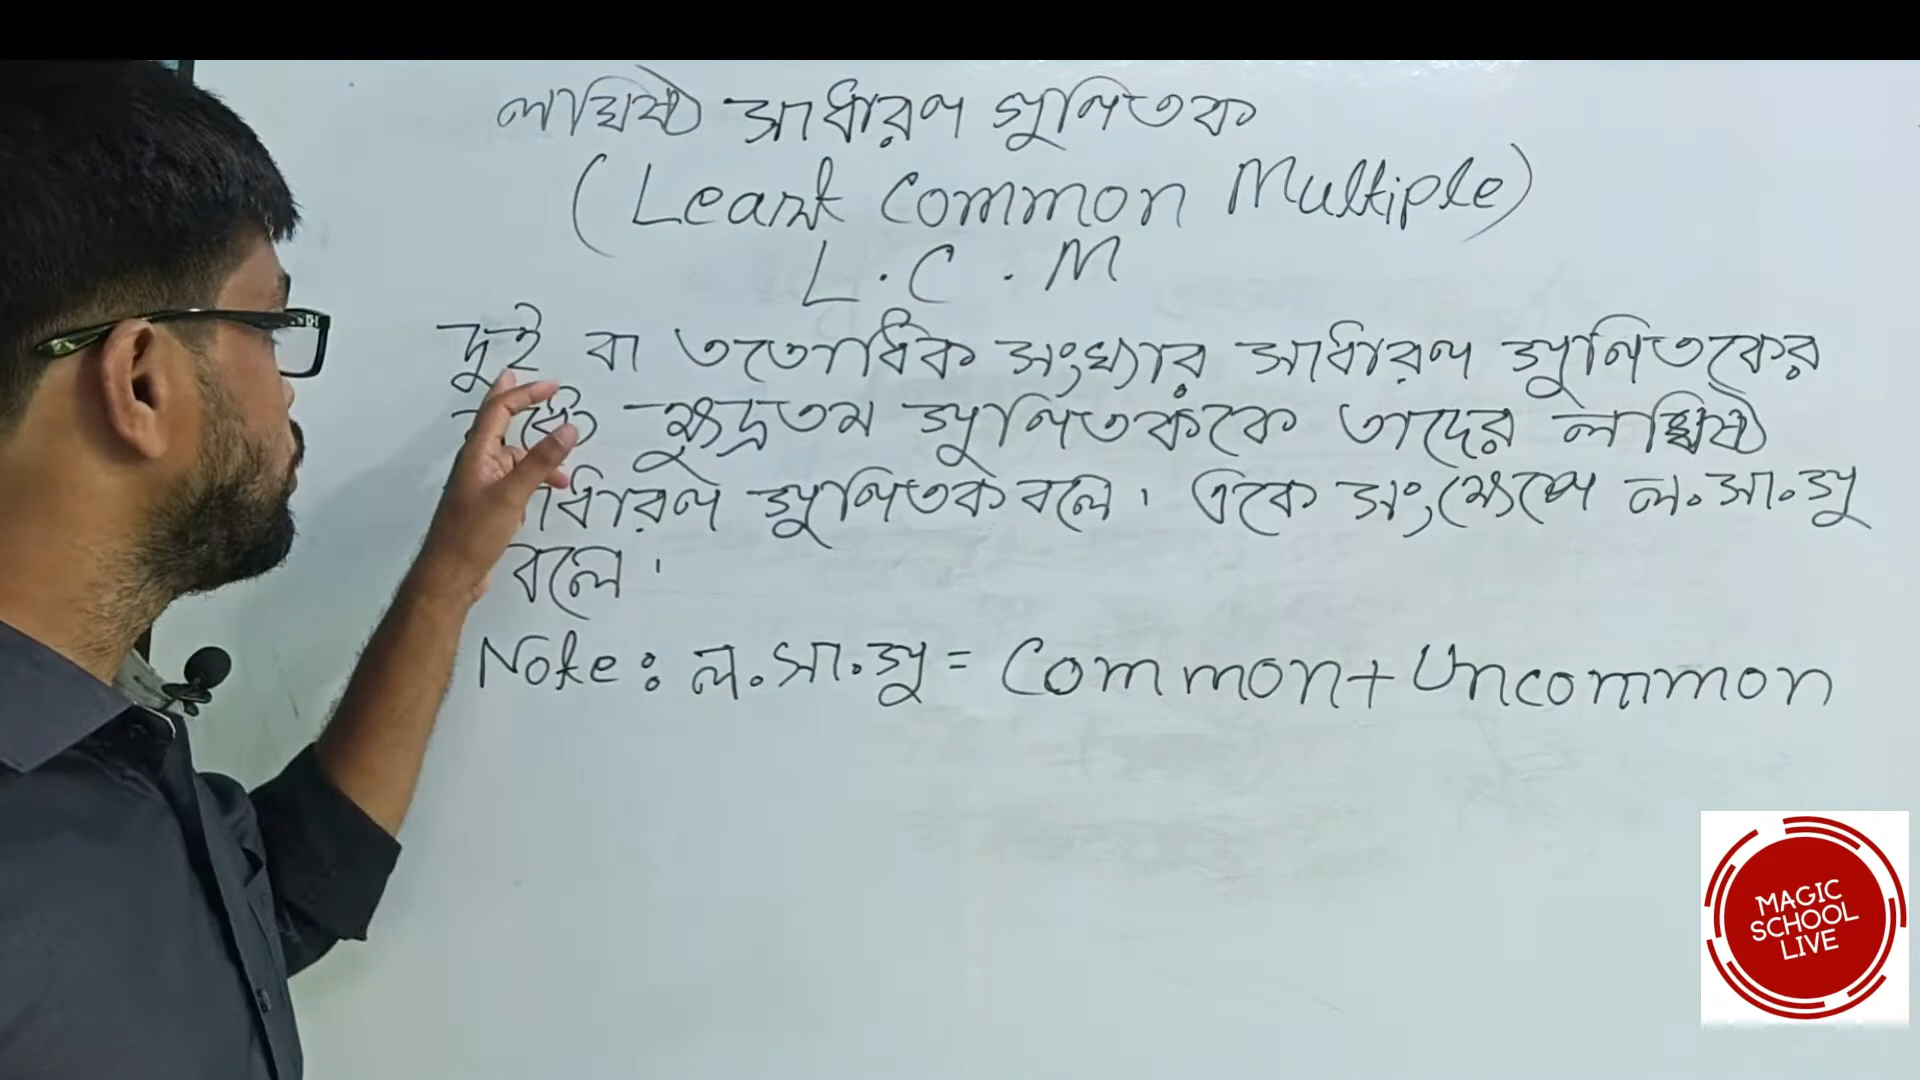 লঘিষ্ঠ সাধারণ গুণিতক
(Least Common Multiple)
L.C.M
দুই বা ততোধিক সংখ্যার সাধারণ গুণিতকের
ক্ষুদ্রতম গুণিতককে তাদের লঘিষ্ঠ
গুণিতক বলে। একে সংক্ষেপে ল.সা.গু
বলে।
Note: ল.সা.গু = Common + Uncommon
MAGIC
SCHOOL
LIVE